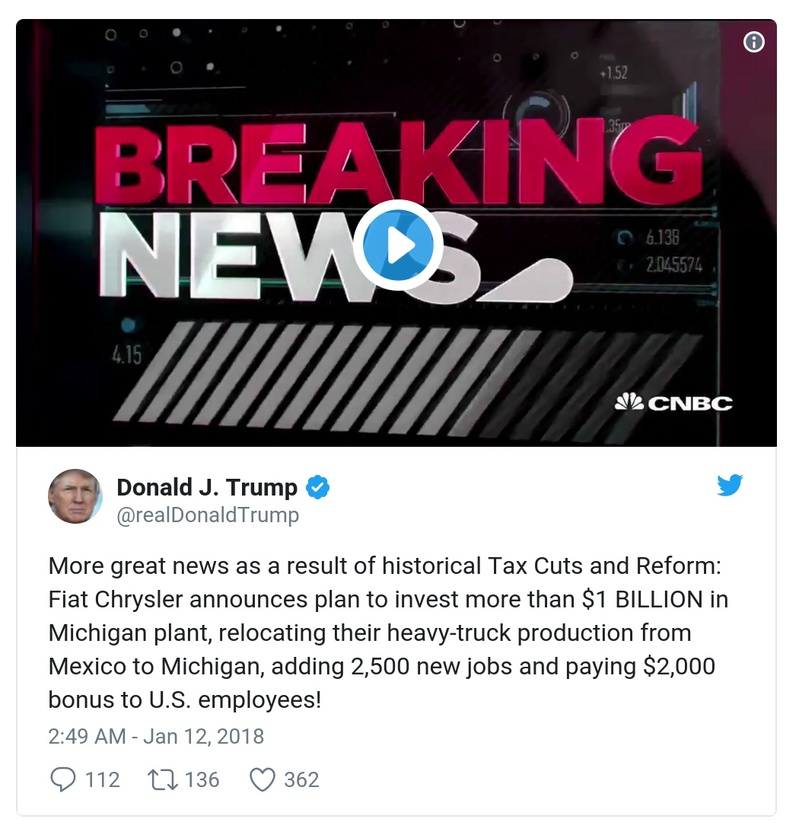 +1.52
BREAKING
NEWS
6.138
2.045574
4.15
CNBC
Donald J. Trump
@realDonaldTrump
More great news as a result of historical Tax Cuts and Reform:
Fiat Chrysler announces plan to invest more than $1 BILLION in
Michigan plant, relocating their heavy-truck production from
Mexico to Michigan, adding 2,500 new jobs and paying $2,000
bonus to U.S. employees!
2:49 AM - Jan 12, 2018
112 136 362